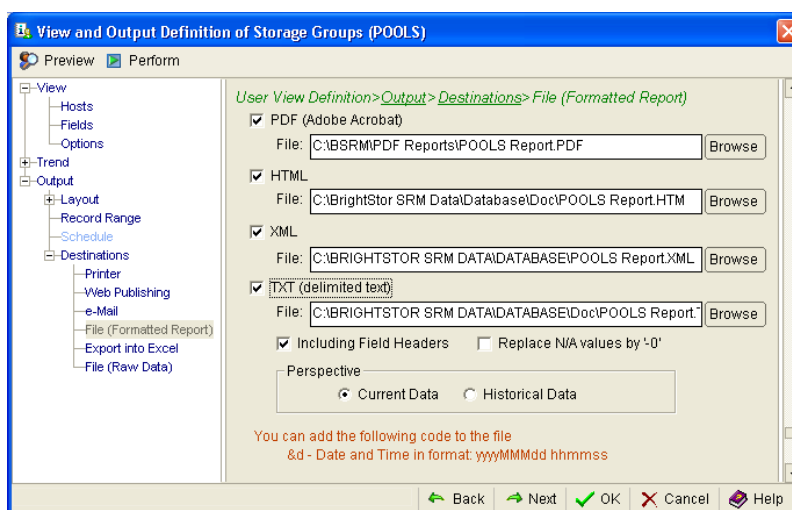 View and Output Definition of Storage Groups (POOLS)
Preview Perform
View
Hosts
Fields
Options
Trend
Output
Layout
Record Range
Schedule
Destinations
Printer
Web Publishing
e-Mail
File (Formatted Report)
Export into Excel
File (Raw Data)
User View Definition>Output>Destinations>File (Formatted Report)
PDF (Adobe Acrobat)
File: C:\BSRM\PDF Reports\POOLS Report.PDF Browse
HTML
File: C:\BrightStor SRM Data\Database\Doc\POOLS Report.HTM Browse
XML
File: C:\BRIGHTSTOR SRM DATA\DATABASE\POOLS Report.XML Browse
TXT (delimited text)
File: C:\BRIGHTSTOR SRM DATA\DATABASE\Doc\POOLS Report. Browse
Including Field Headers Replace N/A values by '-0'
Perspective
Current Data Historical Data
You can add the following code to the file
&d - Date and Time in format: yyyyMMMdd hhmmss
Back Next OK Cancel Help